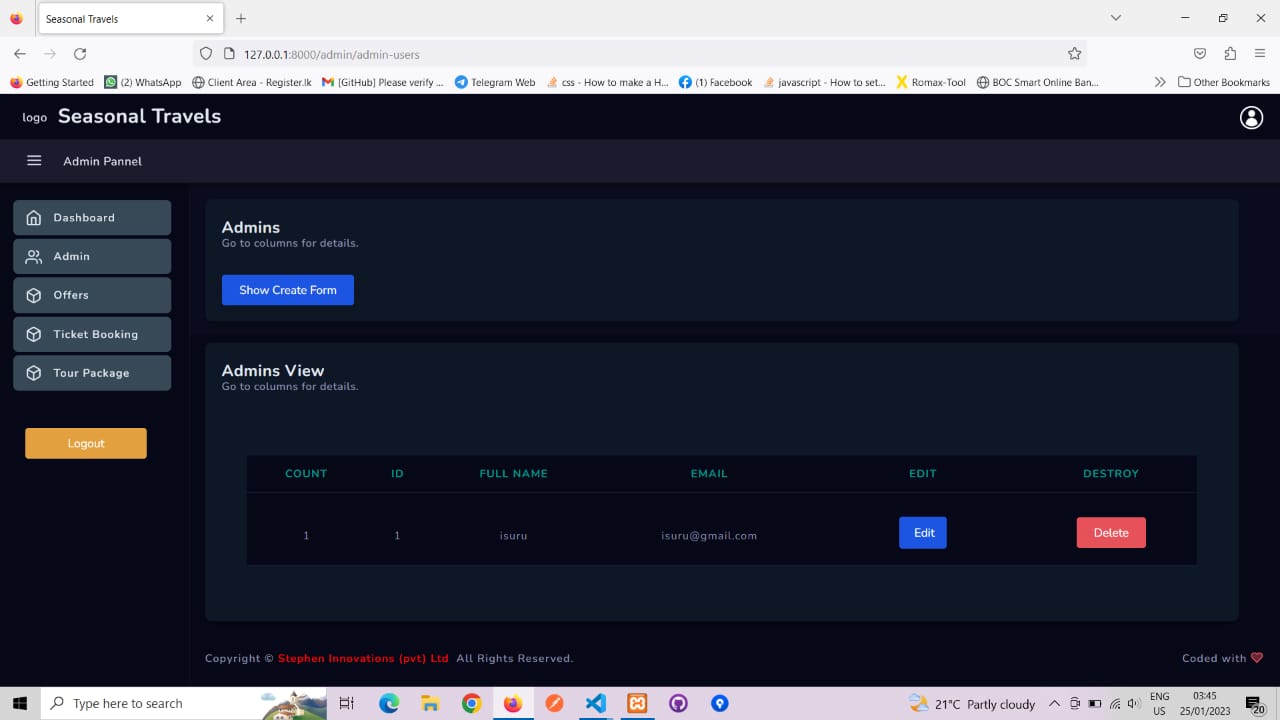 Seasonal Travels
127.0.0.1:8000/admin/admin-users
Getting Started (2) WhatsApp Client Area - Register.lk [GitHub] Please verify ... Telegram Web css - How to make a H... (1) Facebook javascript - How to set... Romax-Tool BOC Smart Online Ban... Other Bookmarks
logo Seasonal Travels
Admin Pannel
Dashboard
Admin
Offers
Ticket Booking
Tour Package
Logout
Admins
Go to columns for details.
Show Create Form
Admins View
Go to columns for details.
COUNT ID FULL NAME EMAIL EDIT DESTROY
1 1 isuru isuru@gmail.com Edit Delete
Copyright © Stephen Innovations (pvt) Ltd All Rights Reserved. Coded with
Type here to search
21°C Partly cloudy
ENG
US
03:45
25/01/2023
20